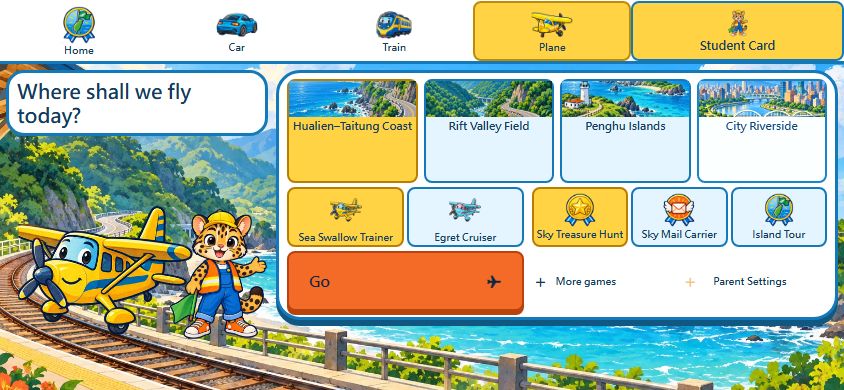 Home
Car
Train
Plane
Student Card
Where shall we fly
today?
Hualien–Taitung Coast
Rift Valley Field
Penghu Islands
City Riverside
Sea Swallow Trainer
Egret Cruiser
Sky Treasure Hunt
Sky Mail Carrier
Island Tour
Go
+ More games
+ Parent Settings